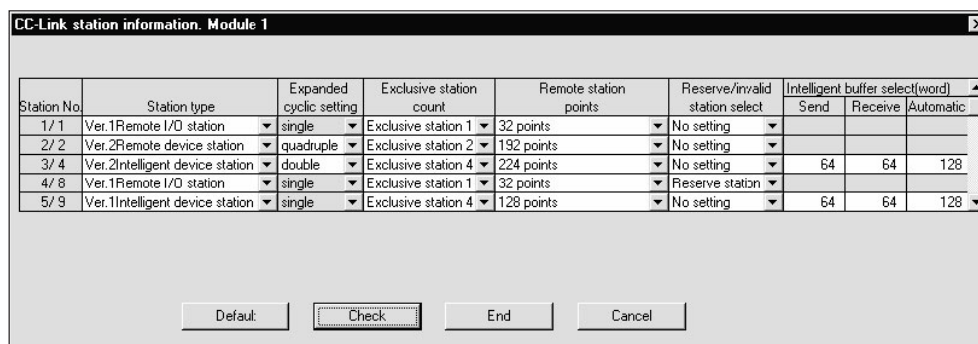 CC-Link station information. Module 1
Expanded Exclusive station Remote station Reserve/invalid Intelligent buffer select(word)
Station No. Station type cyclic setting count points station select Send Receive Automatic
1/ 1 Ver.1Remote I/O station single Exclusive station 1 32 points No setting
2/ 2 Ver.2Remote device station quadruple Exclusive station 2 192 points No setting
3/ 4 Ver.2Intelligent device station double Exclusive station 4 224 points No setting 64 64 128
4/ 8 Ver.1Remote I/O station single Exclusive station 1 32 points Reserve station
5/ 9 Ver.1Intelligent device station single Exclusive station 4 128 points No setting 64 64 128
Defaul: Check End Cancel